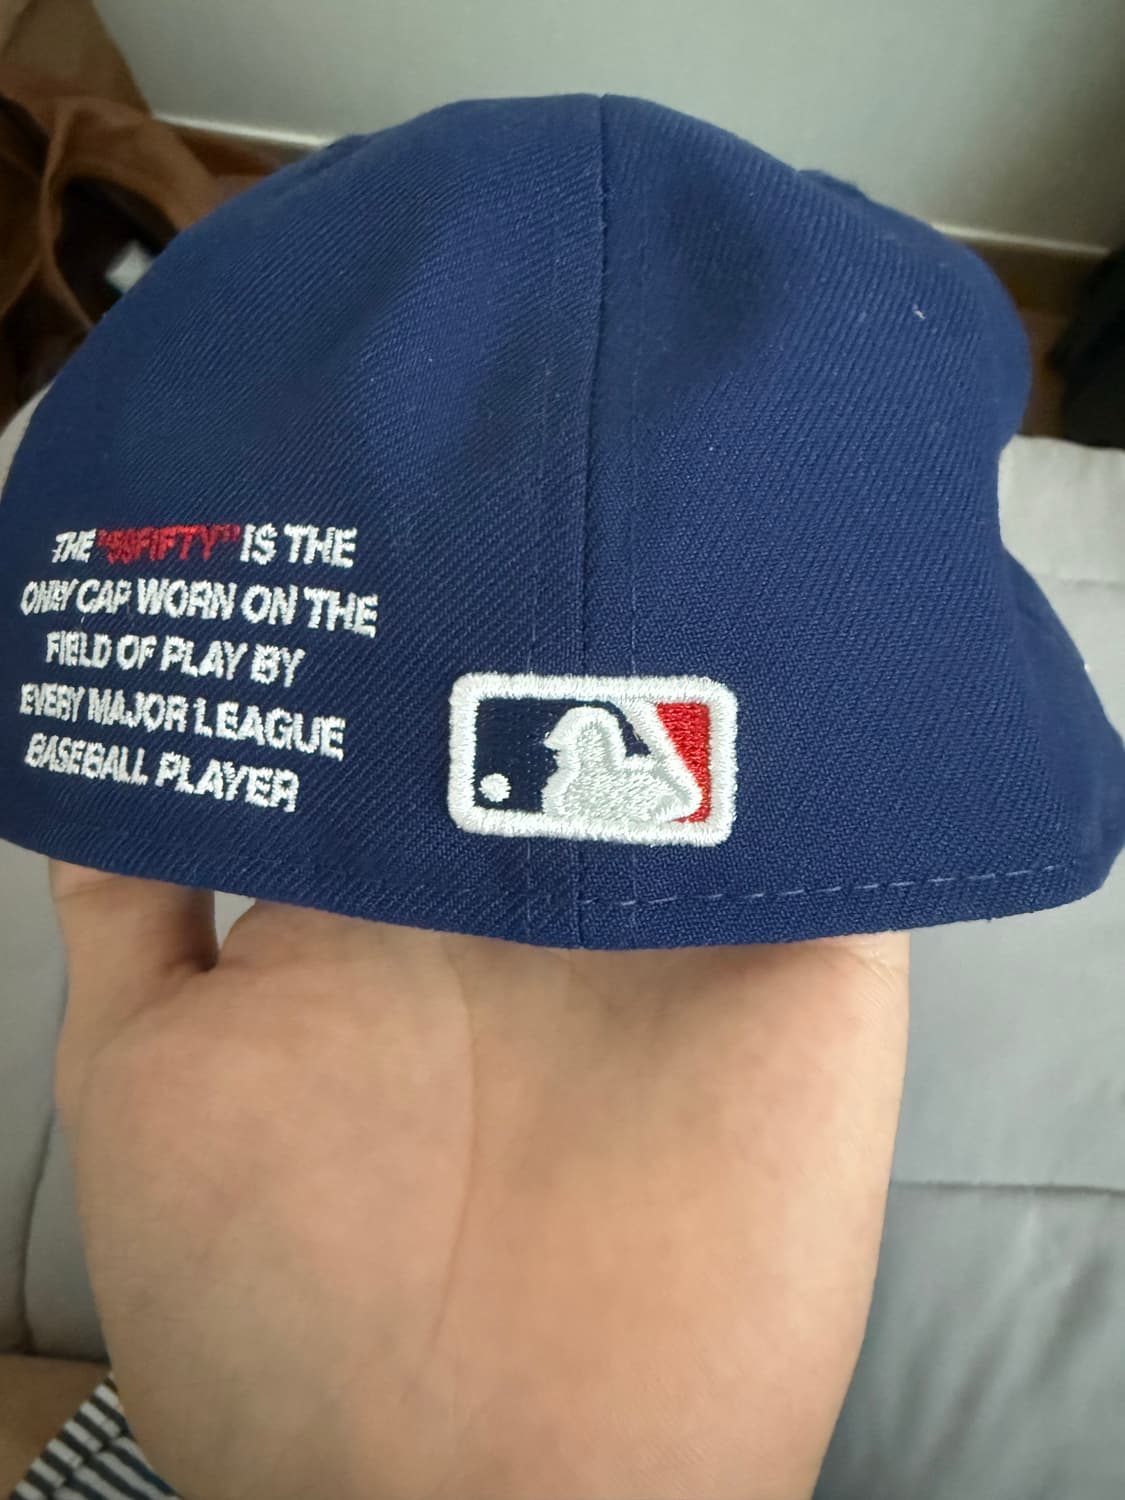 THE "59FIFTY" IS THE
ONLY CAP WORN ON THE
FIELD OF PLAY BY
EVERY MAJOR LEAGUE
BASEBALL PLAYER